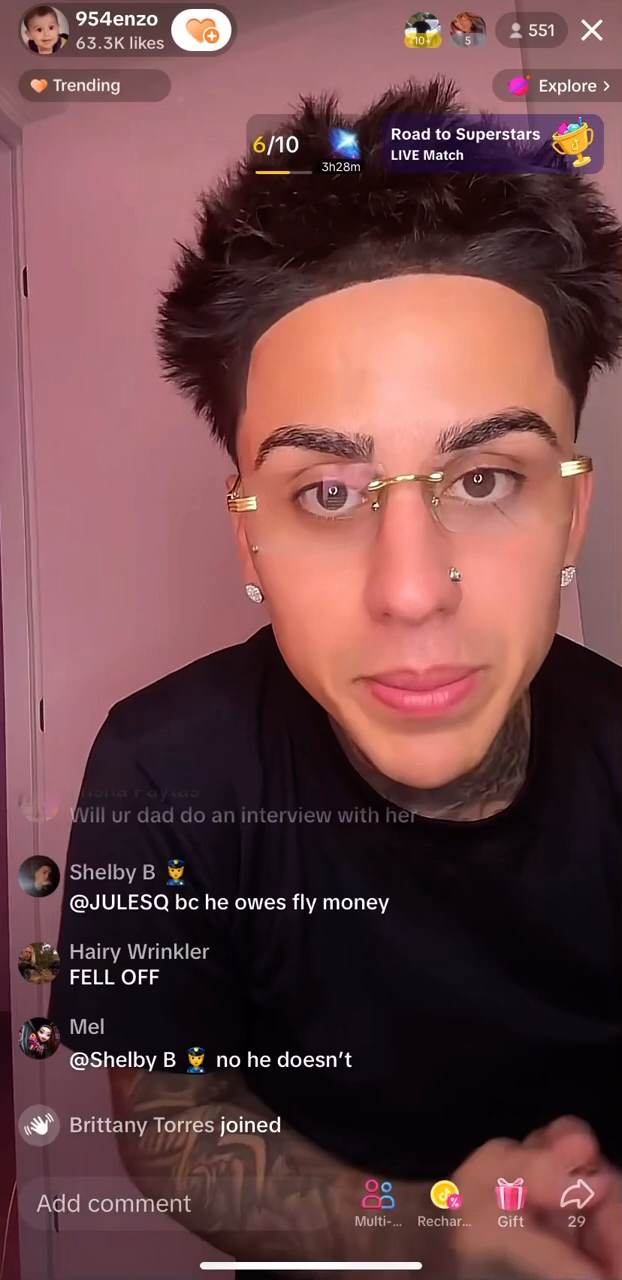 954enzo
63.3K likes
10+
5
551
Trending
Explore >
6/10
3h28m
Road to Superstars
LIVE Match
Will ur dad do an interview with her
Shelby B 👮
@JULESQ bc he owes fly money
Hairy Wrinkler
FELL OFF
Mel
@Shelby B 👮 no he doesn't
Brittany Torres joined
Add comment
Multi-...
Rechar...
Gift
29